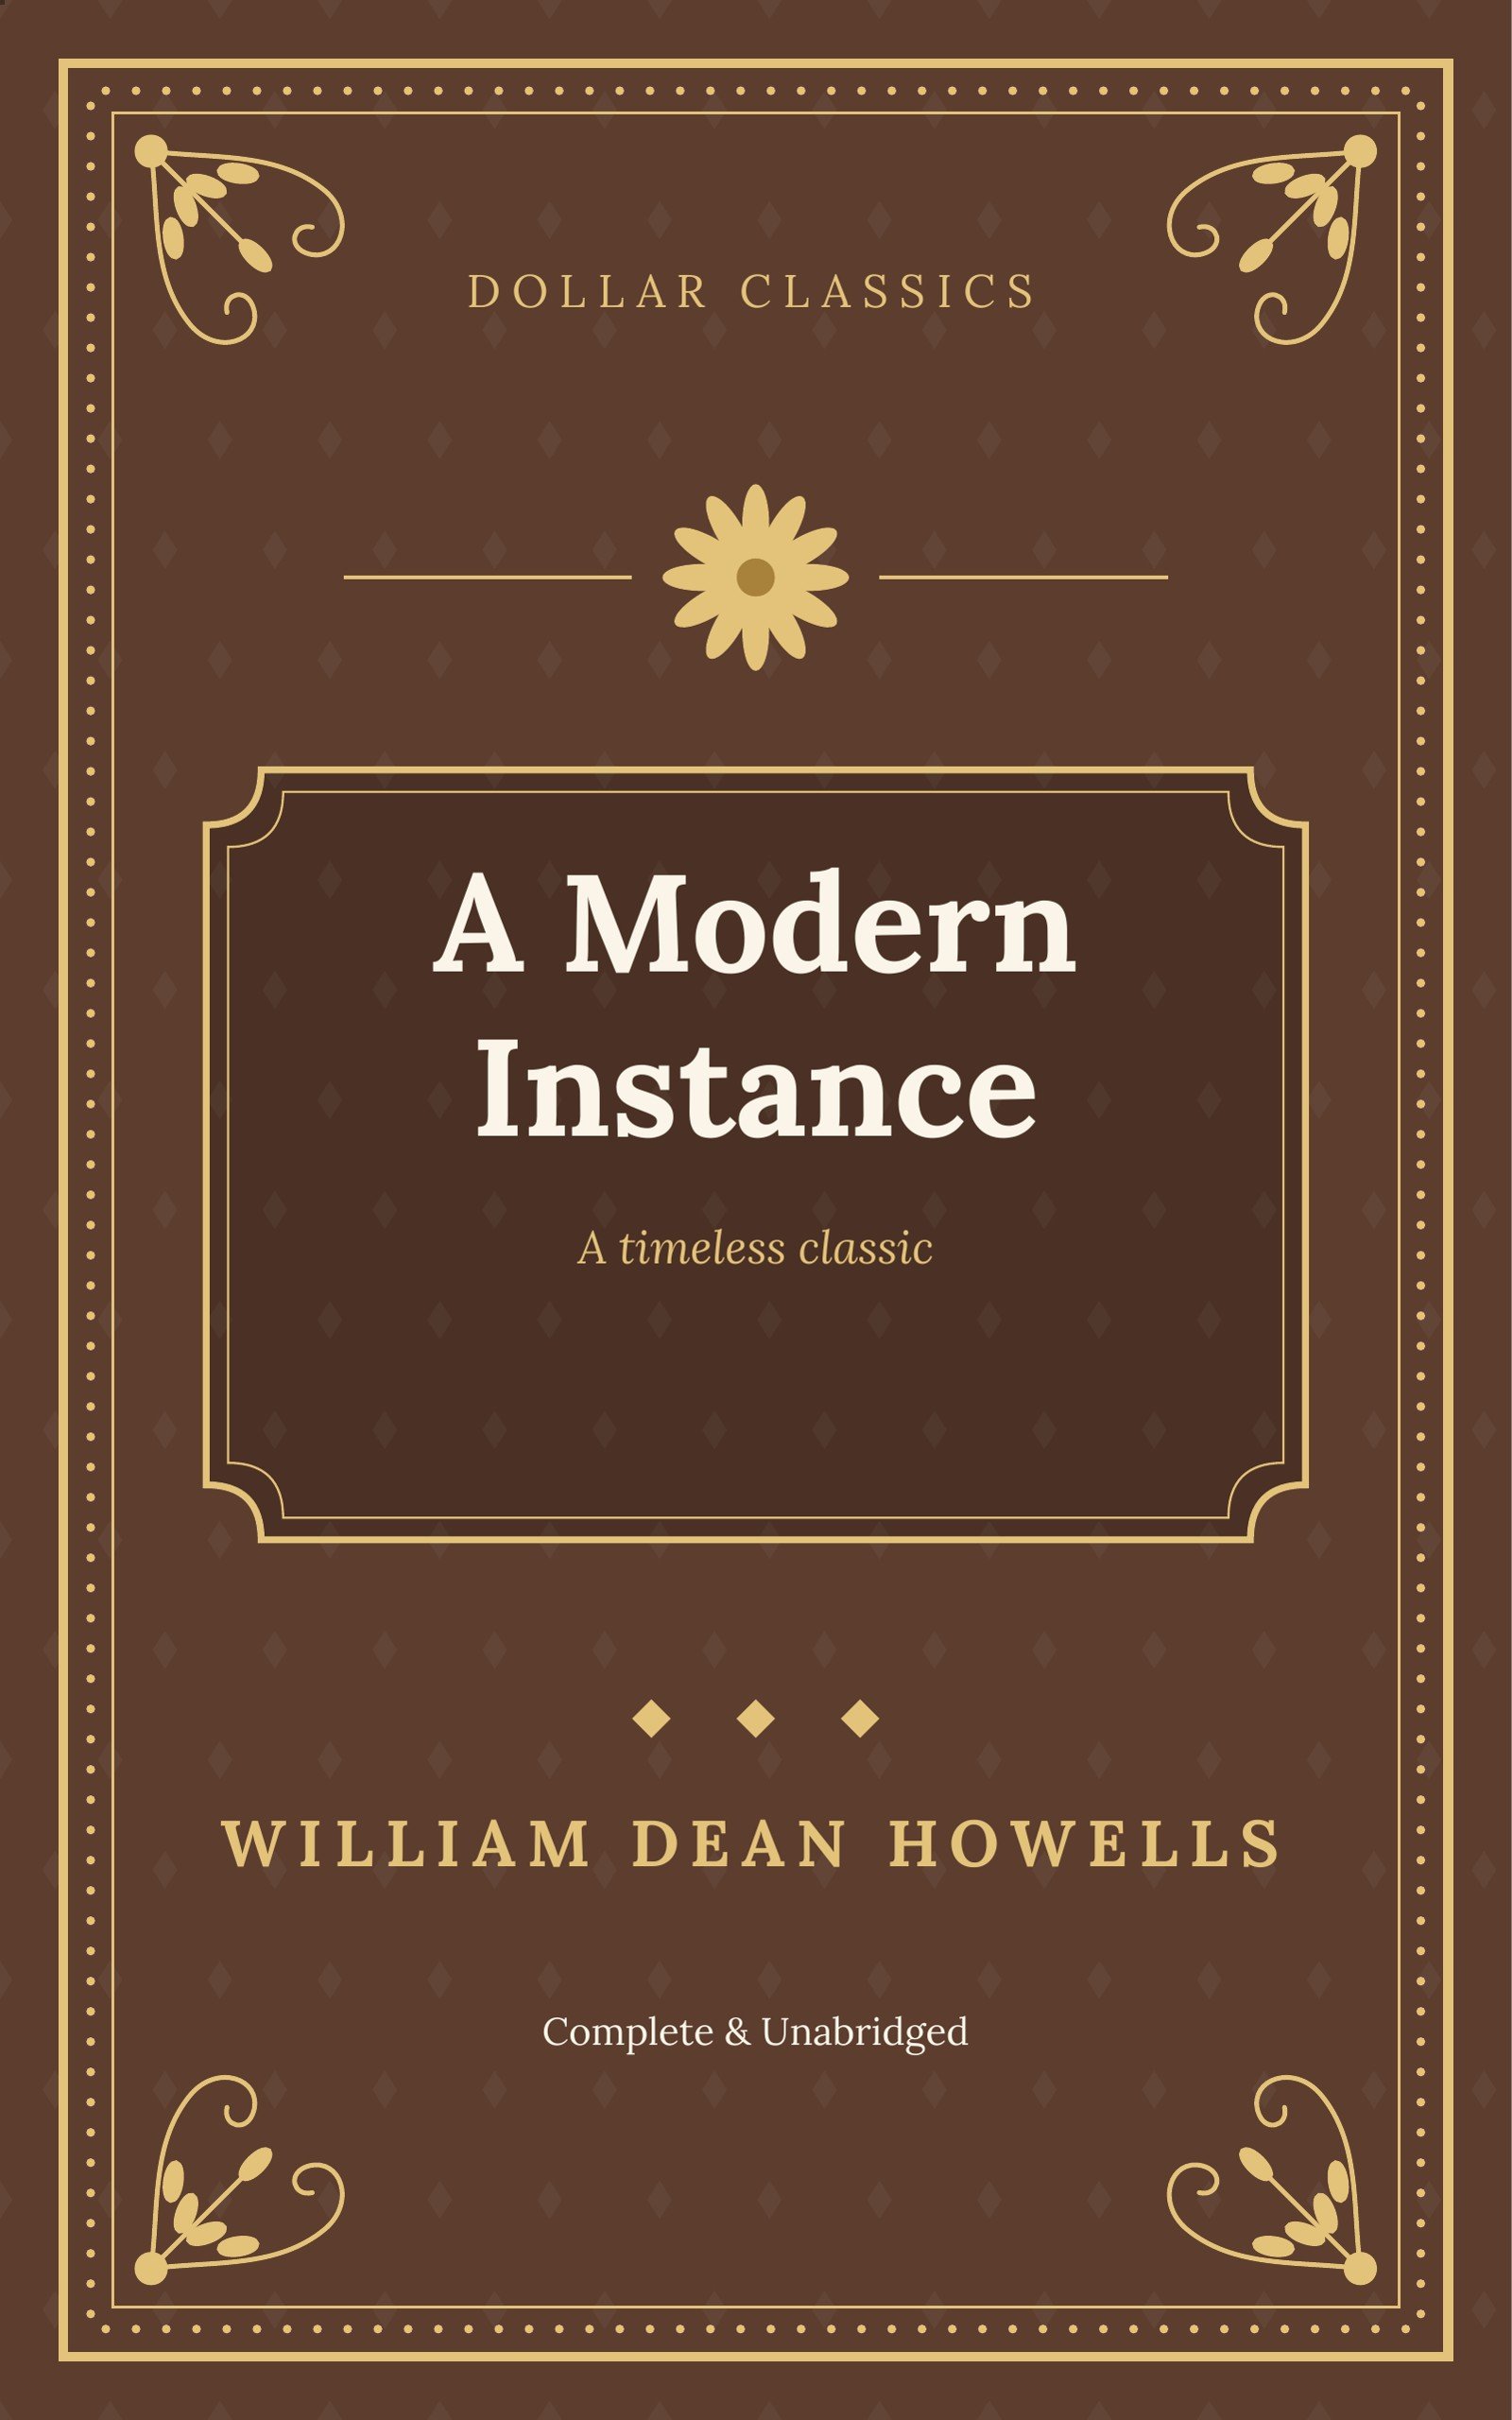 DOLLAR CLASSICS
A Modern
Instance
A timeless classic
WILLIAM DEAN HOWELLS
Complete & Unabridged